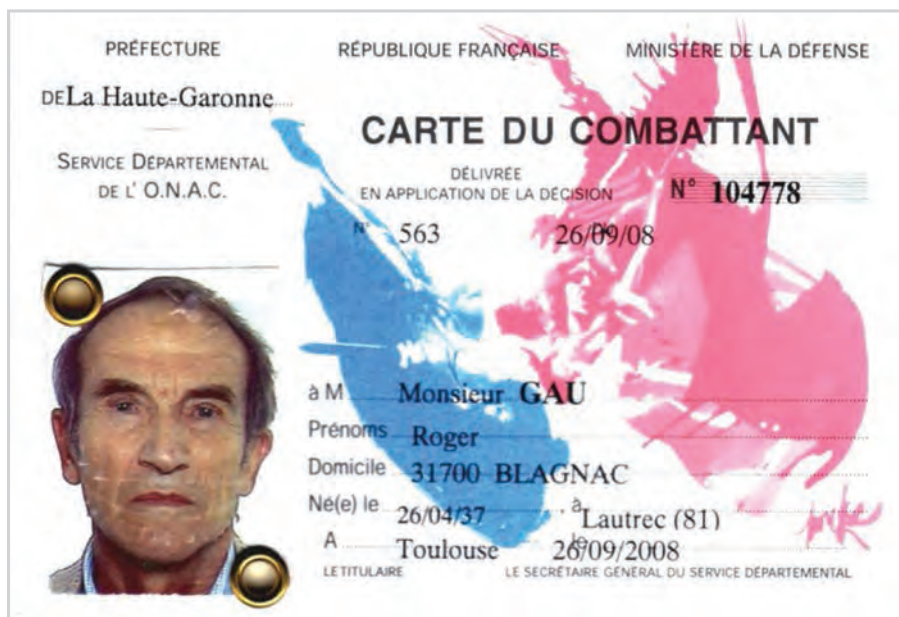 PRÉFECTURE
DE La Haute-Garonne
SERVICE DÉPARTEMENTAL
DE L' O.N.A.C.
RÉPUBLIQUE FRANÇAISE MINISTÈRE DE LA DÉFENSE
CARTE DU COMBATTANT
DÉLIVRÉE
EN APPLICATION DE LA DÉCISION
N° 104778
N° 563 26/09/08
à M Monsieur GAU
Prénoms Roger
Domicile 31700 BLAGNAC
Né(e) le 26/04/37 à Lautrec (81)
A Toulouse le 26/09/2008
LE TITULAIRE LE SECRÉTAIRE GÉNÉRAL DU SERVICE DÉPARTEMENTAL